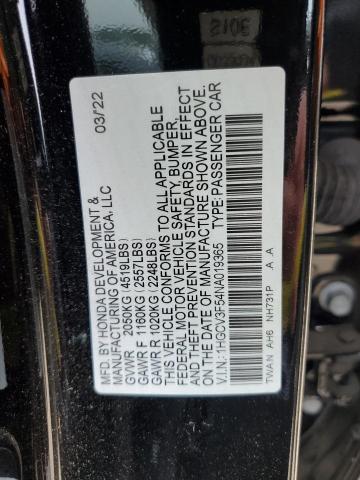 MFD. BY HONDA DEVELOPMENT & 03/22
MANUFACTURING OF AMERICA, LLC
GVWR 2050KG (4519LBS)
GAWR F 1160KG (2557LBS)
GAWR R 1020KG (2248LBS)
THIS VEHICLE CONFORMS TO ALL APPLICABLE
FEDERAL MOTOR VEHICLE SAFETY, BUMPER,
AND THEFT PREVENTION STANDARDS IN EFFECT
ON THE DATE OF MANUFACTURE SHOWN ABOVE.
V.I.N.:1HGCV3F54NA019365 TYPE:PASSENGER CAR
TWA N AH6 NH731P A A